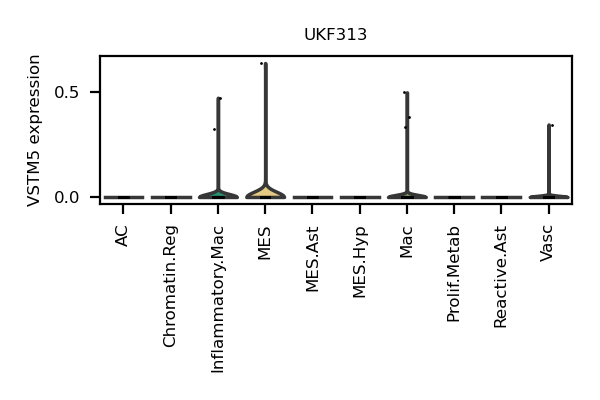 UKF313
VSTM5 expression
0.5
0.0
AC
Chromatin.Reg
Inflammatory.Mac
MES
MES.Ast
MES.Hyp
Mac
Prolif.Metab
Reactive.Ast
Vasc